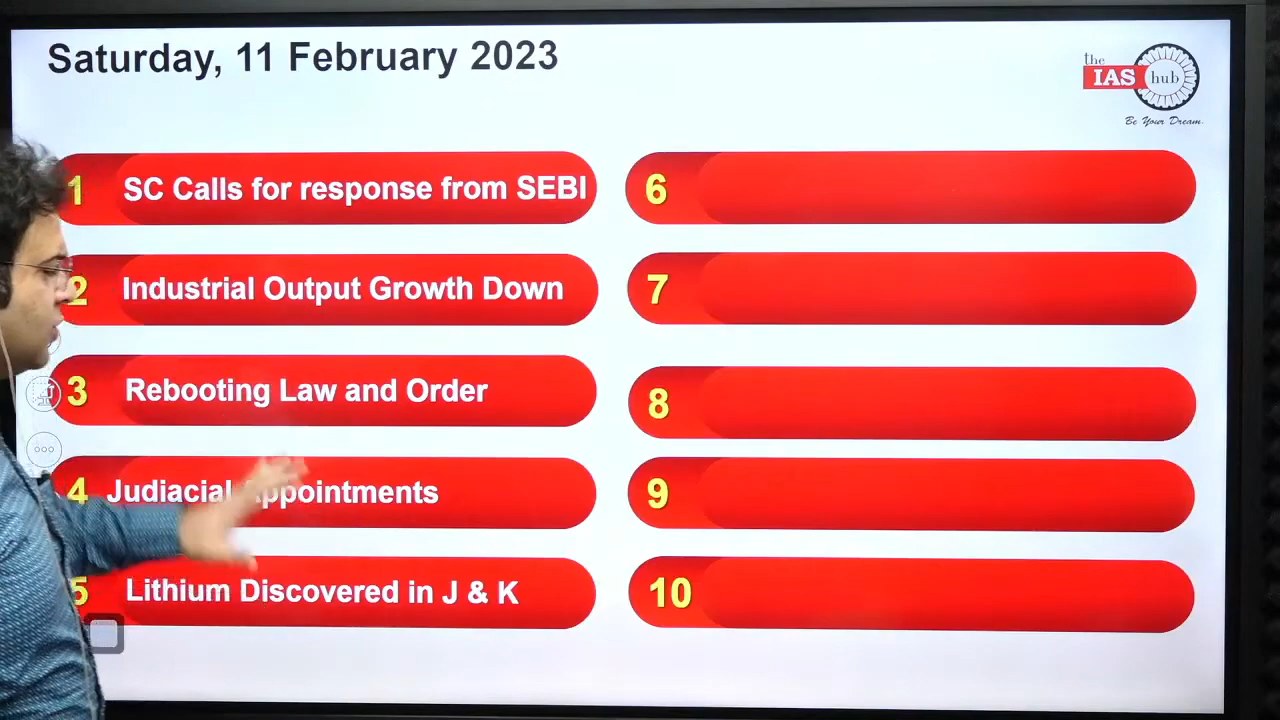 Saturday, 11 February 2023
the
IAS hub
Be Your Dream
1 SC Calls for response from SEBI
2 Industrial Output Growth Down
3 Rebooting Law and Order
4 Judiacial Appointments
5 Lithium Discovered in J & K
6
7
8
9
10